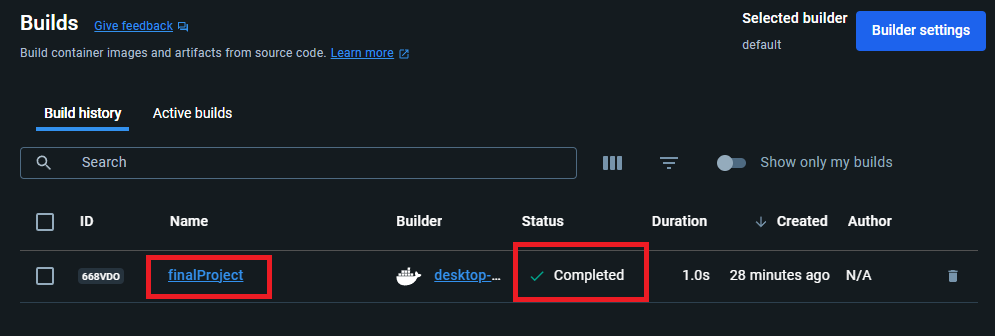 Builds Give feedback
Selected builder
default
Builder settings
Build container images and artifacts from source code. Learn more
Build history Active builds
Search
Show only my builds
ID Name Builder Status Duration Created Author
668VDO finalProject desktop-... Completed 1.0s 28 minutes ago N/A